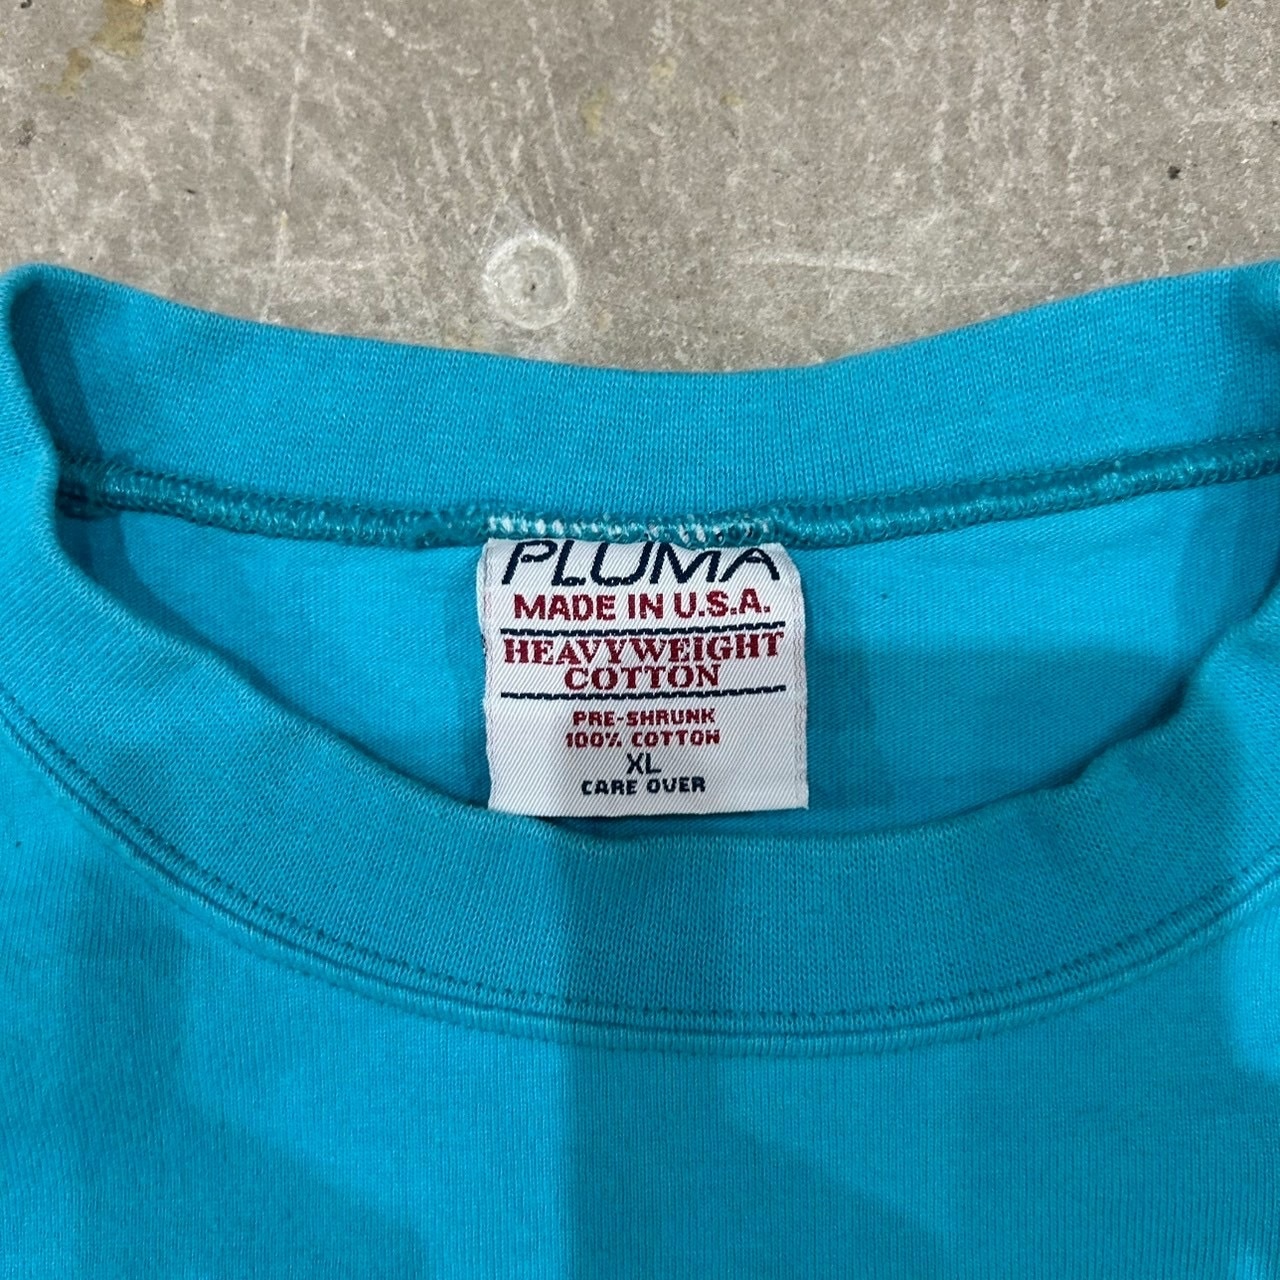 PLUMA
MADE IN U.S.A.
HEAVYWEIGHT
COTTON
PRE-SHRUNK
100% COTTON
XL
CARE OVER